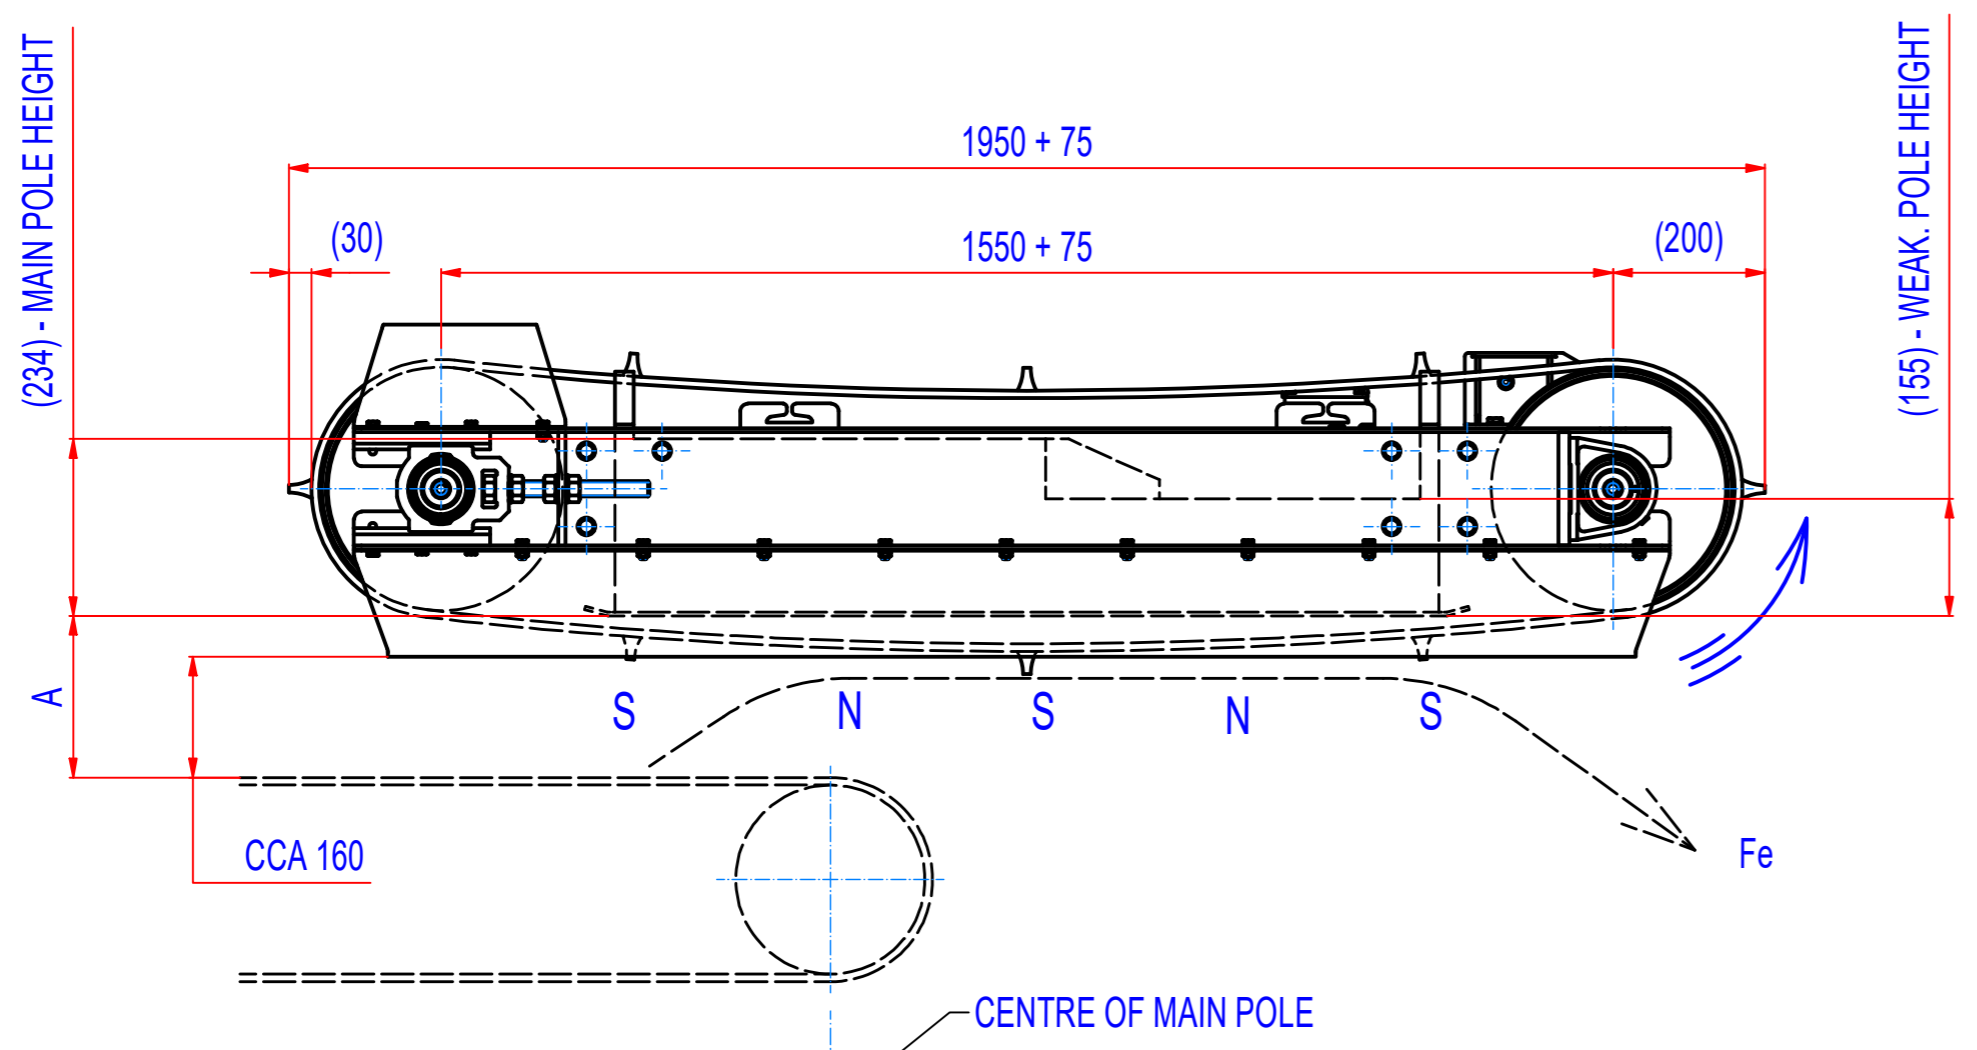 (234) - MAIN POLE HEIGHT
1950 + 75
(30)
1550 + 75
(200)
(155) - WEAK. POLE HEIGHT
A
S N S N S
CCA 160
Fe
CENTRE OF MAIN POLE